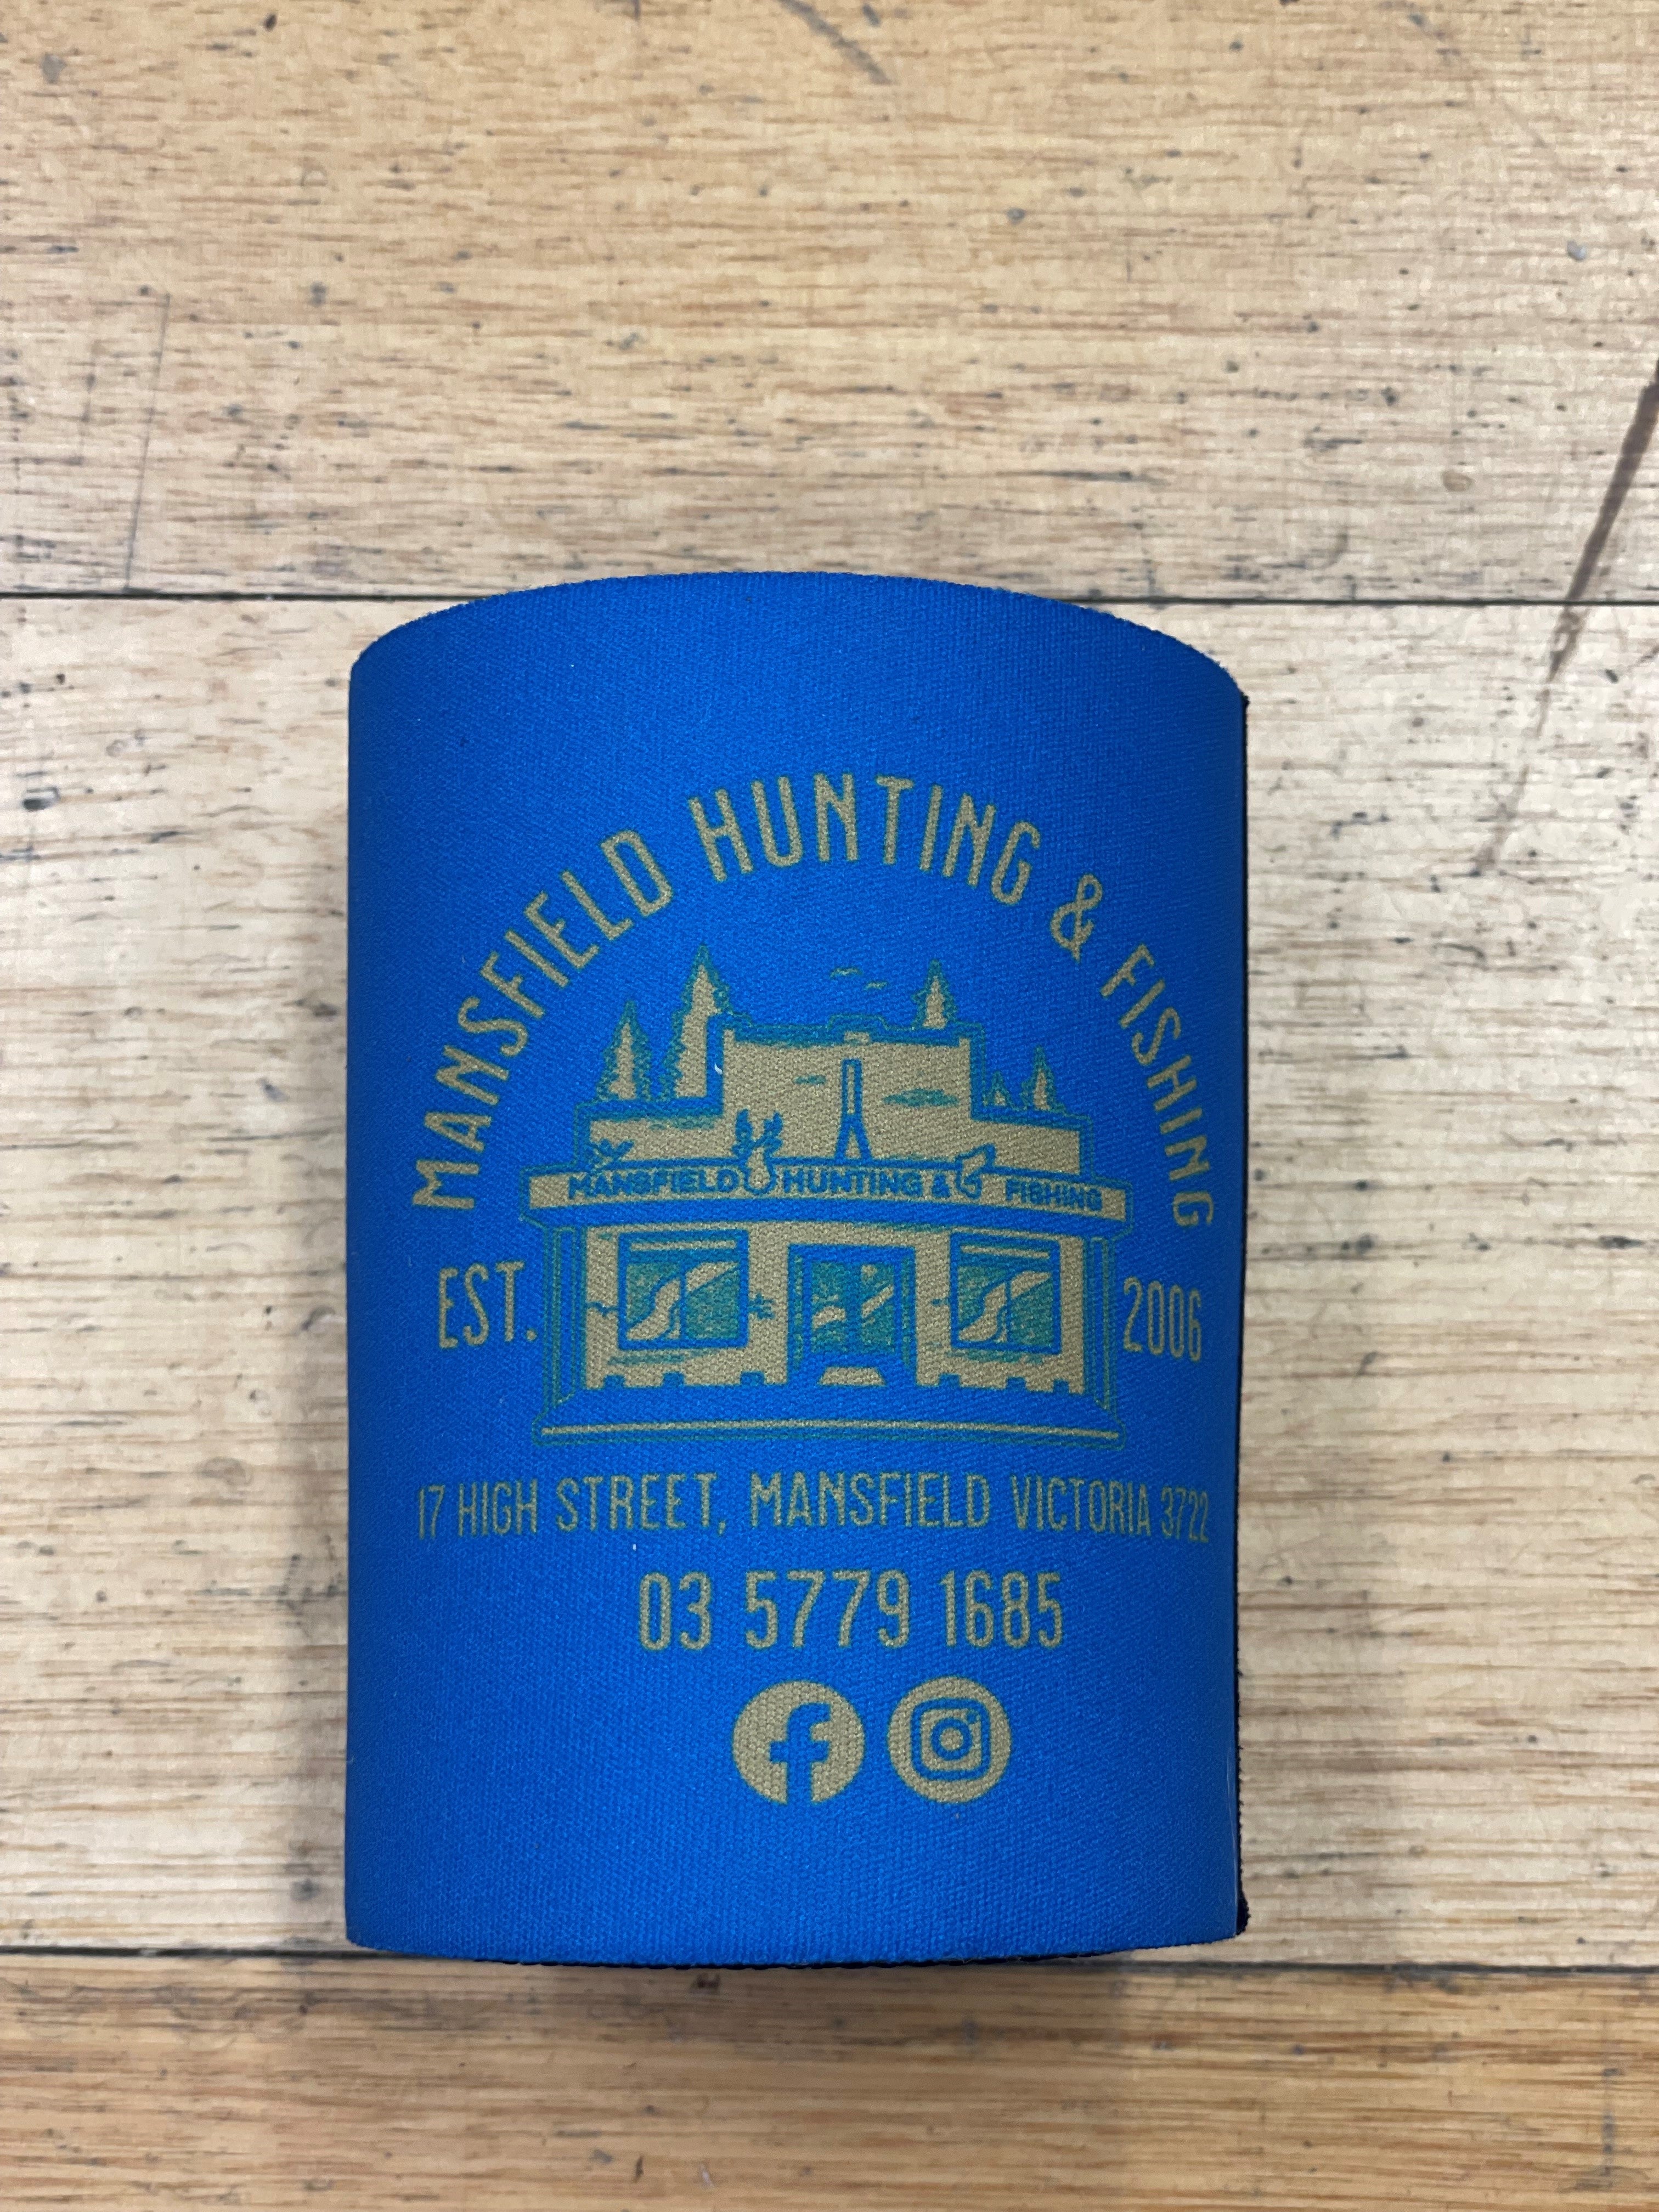 MANSFIELD HUNTING & FISHING
MANSFIELD HUNTING & FISHING
EST. 2006
17 HIGH STREET, MANSFIELD VICTORIA 3722
03 5779 1685